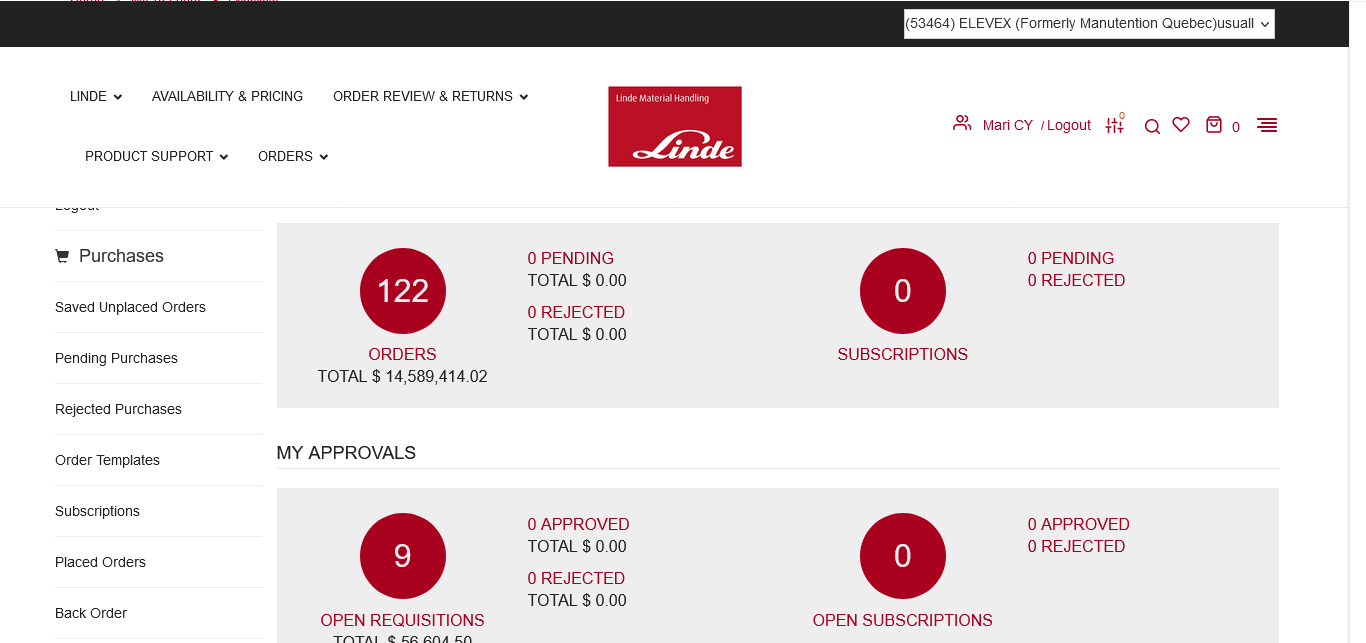 (53464) ELEVEX (Formerly Manutention Quebec)usuall
LINDE
AVAILABILITY & PRICING
ORDER REVIEW & RETURNS
PRODUCT SUPPORT
ORDERS
Linde Material Handling
Linde
Mari CY / Logout
0
0
Logout
Purchases
Saved Unplaced Orders
Pending Purchases
Rejected Purchases
Order Templates
Subscriptions
Placed Orders
Back Order
122
ORDERS
TOTAL $ 14,589,414.02
0 PENDING
TOTAL $ 0.00
0 REJECTED
TOTAL $ 0.00
0
SUBSCRIPTIONS
0 PENDING
0 REJECTED
MY APPROVALS
9
OPEN REQUISITIONS
TOTAL $ 56,604.50
0 APPROVED
TOTAL $ 0.00
0 REJECTED
TOTAL $ 0.00
0
OPEN SUBSCRIPTIONS
0 APPROVED
0 REJECTED